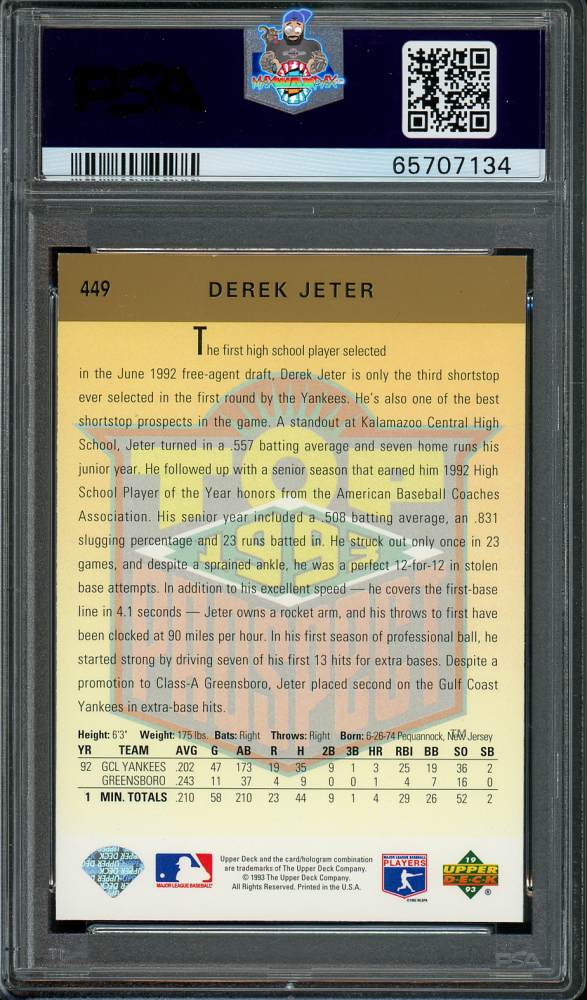 PSA
65707134
449 DEREK JETER
The first high school player selected
in the June 1992 free-agent draft, Derek Jeter is only the third shortstop
ever selected in the first round by the Yankees. He's also one of the best
shortstop prospects in the game. A standout at Kalamazoo Central High
School, Jeter turned in a .557 batting average and seven home runs his
junior year. He followed up with a senior season that earned him 1992 High
School Player of the Year honors from the American Baseball Coaches
Association. His senior year included a .508 batting average, an .831
slugging percentage and 23 runs batted in. He struck out only once in 23
games, and despite a sprained ankle, he was a perfect 12-for-12 in stolen
base attempts. In addition to his excellent speed — he covers the first-base
line in 4.1 seconds — Jeter owns a rocket arm, and his throws to first have
been clocked at 90 miles per hour. In his first season of professional ball, he
started strong by driving seven of his first 13 hits for extra bases. Despite a
promotion to Class-A Greensboro, Jeter placed second on the Gulf Coast
Yankees in extra-base hits.
TOP
1993
PROSPECT
TM
Height: 6'3" Weight: 175 lbs. Bats: Right Throws: Right Born: 6-26-74 Pequannock, New Jersey
YR TEAM AVG G AB R H 2B 3B HR RBI BB SO SB
92 GCL YANKEES .202 47 173 19 35 9 1 3 25 19 36 2
GREENSBORO .243 11 37 4 9 0 0 1 4 7 16 0
1 MIN. TOTALS .210 58 210 23 44 9 1 4 29 26 52 2
UPPER DECK
MAJOR LEAGUE BASEBALL
Upper Deck and the card/hologram combination
are trademarks of The Upper Deck Company.
© 1993 The Upper Deck Company.
All Rights Reserved. Printed in the U.S.A.
MAJOR LEAGUE BASEBALL
PLAYERS
©1992 MLBPA
19
UPPER
DECK
93
®
PSA